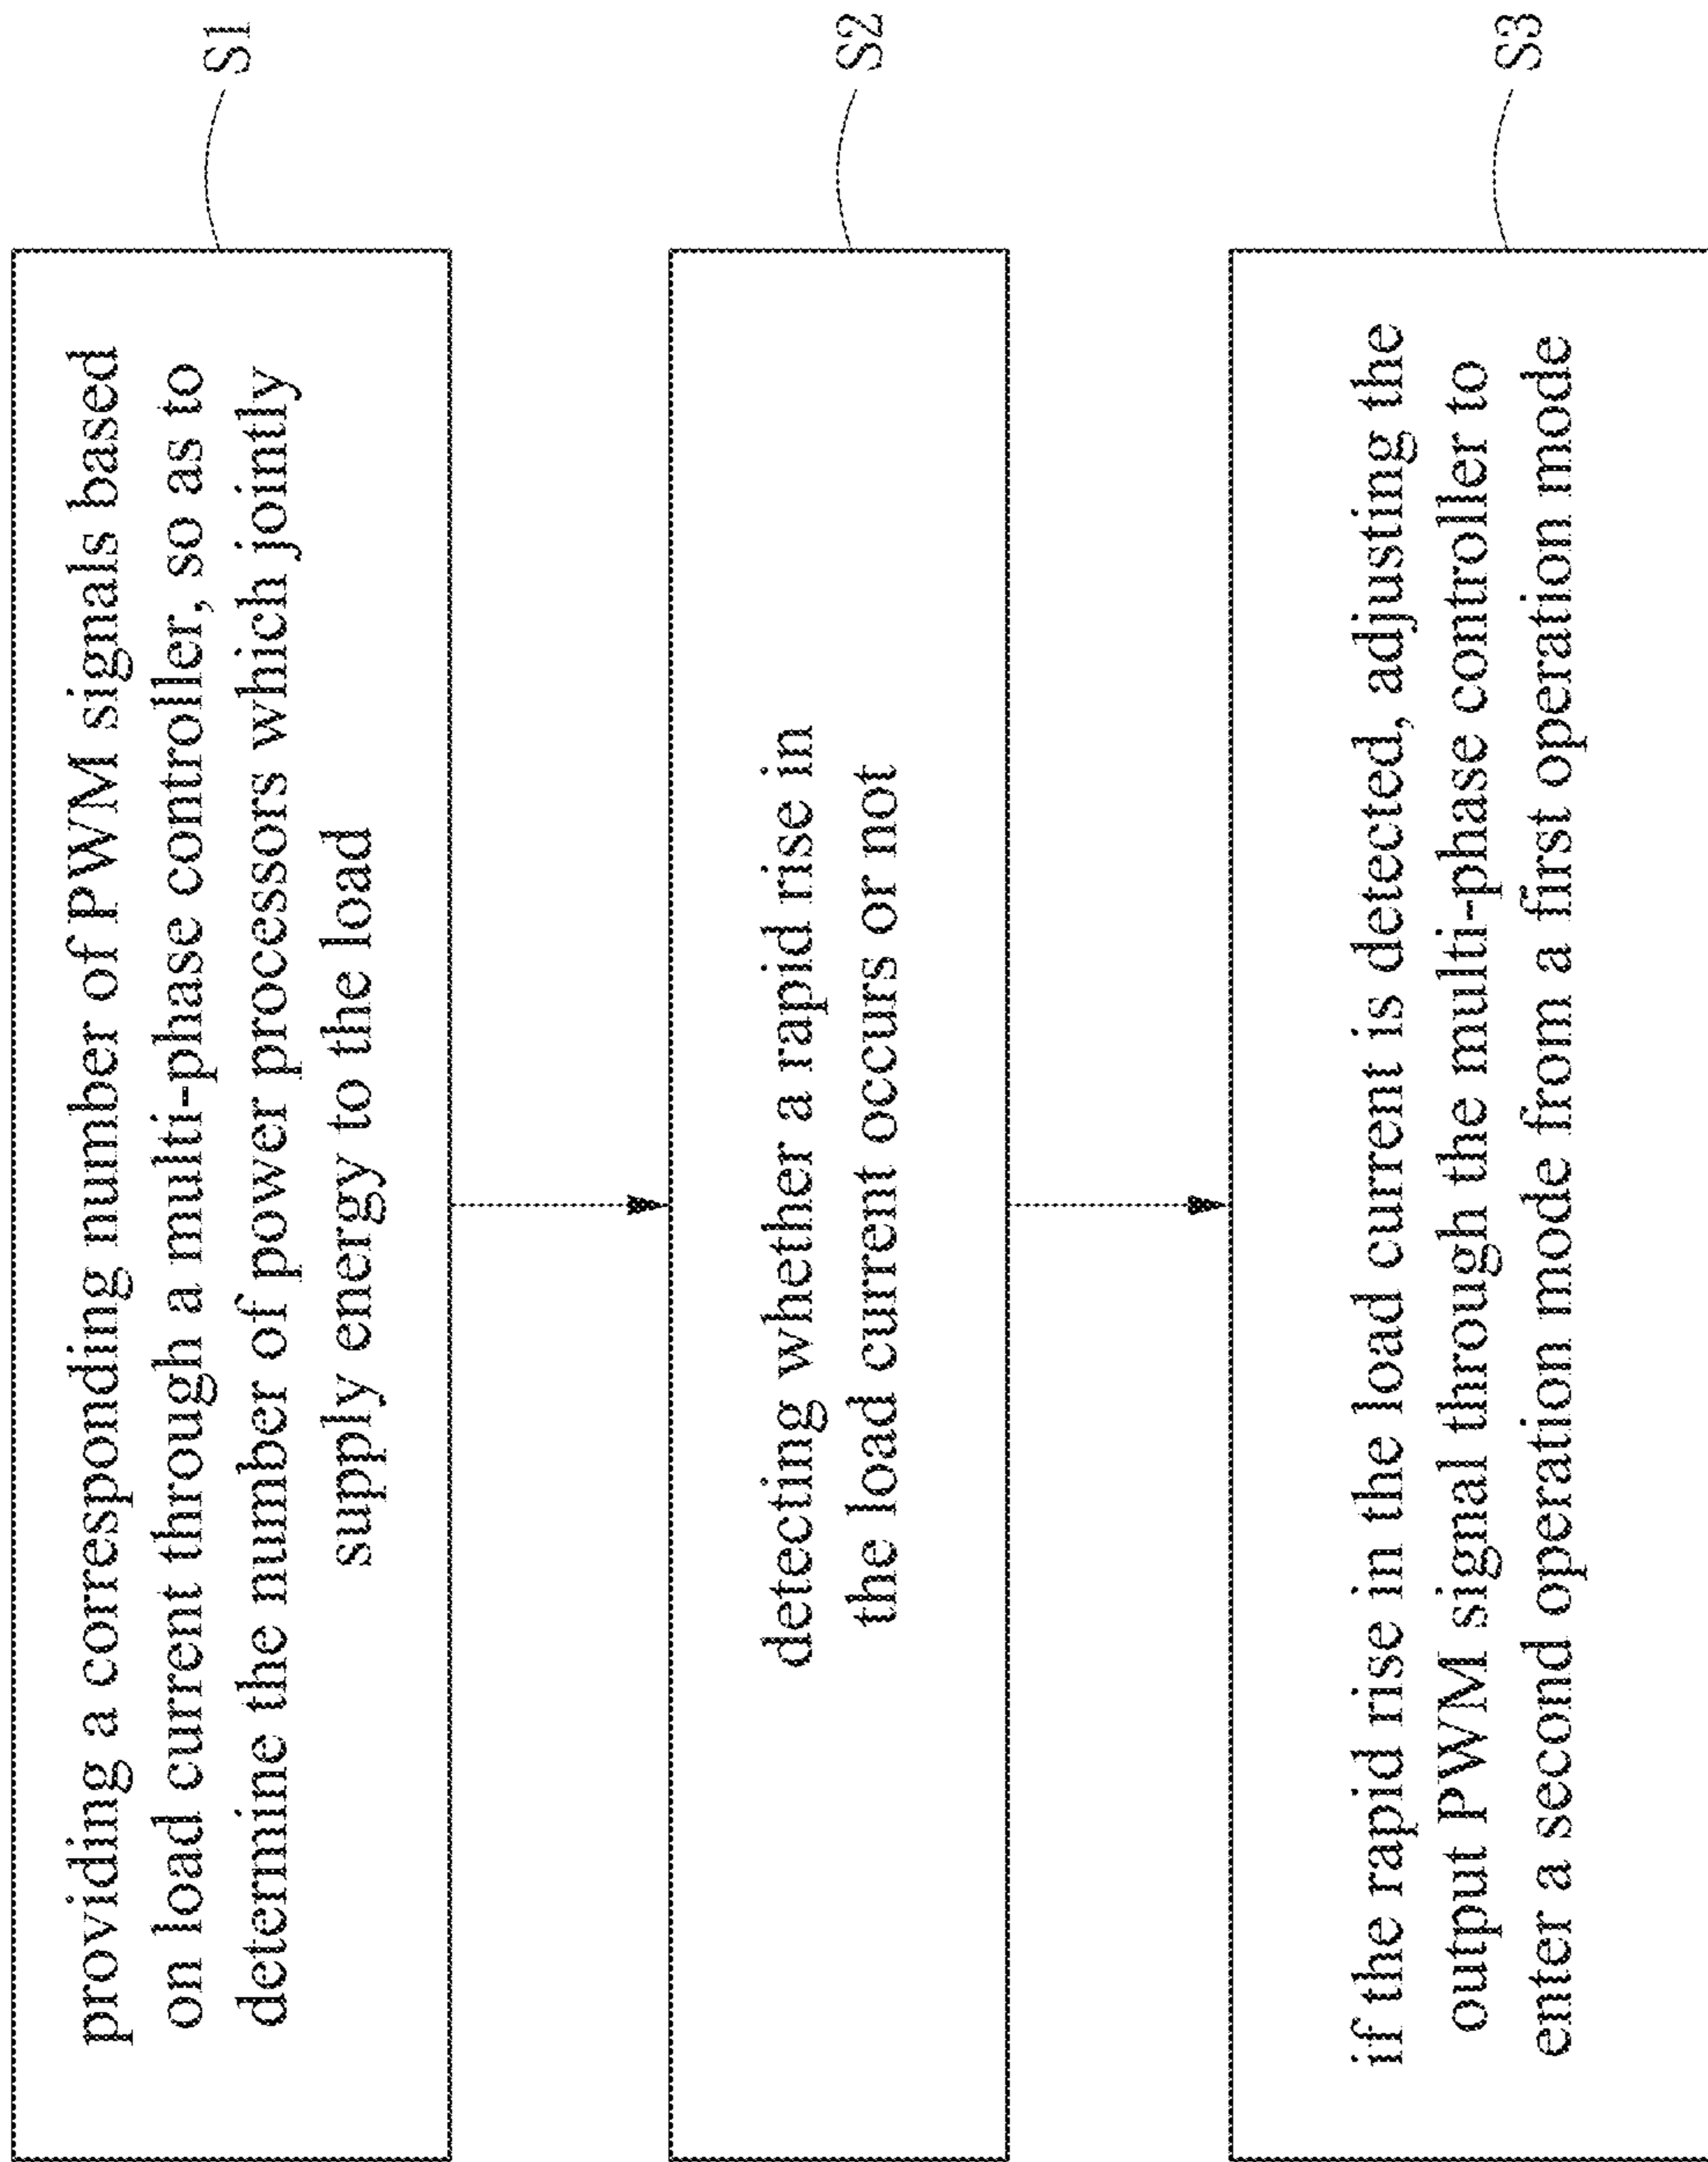 providing a corresponding number of PWM signals based
on load current through a multi-phase controller, so as to
determine the number of power processors which jointly
supply energy to the load
S1
detecting whether a rapid rise in
the load current occurs or not
S2
if the rapid rise in the load current is detected, adjusting the
output PWM signal through the multi-phase controller to
enter a second operation mode from a first operation mode
S3